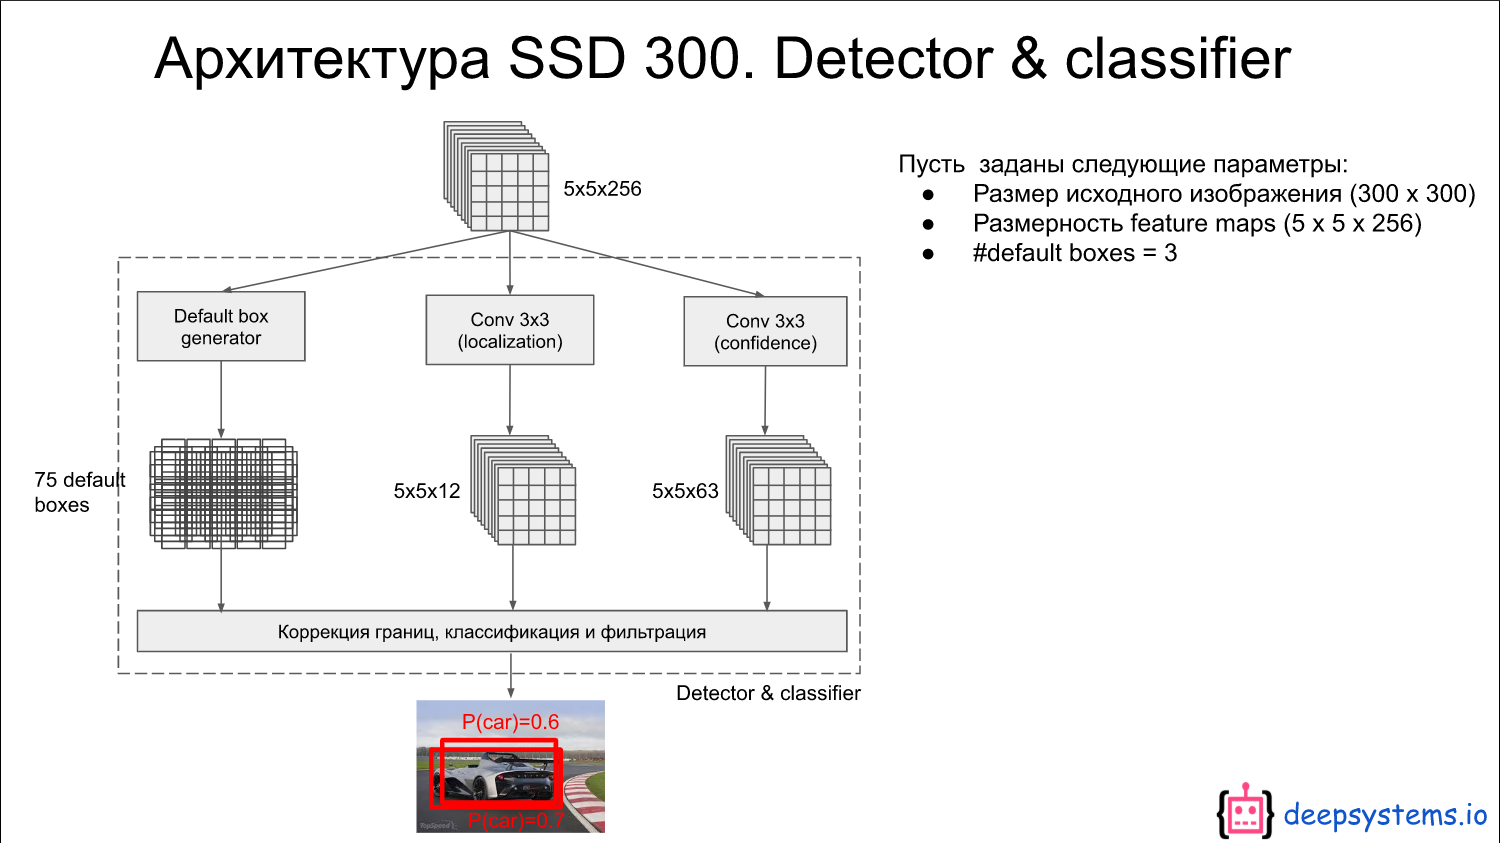 Архитектура SSD 300. Detector & classifier
5x5x256
Пусть заданы следующие параметры:
● Размер исходного изображения (300 x 300)
● Размерность feature maps (5 x 5 x 256)
● #default boxes = 3
Default box
generator
Conv 3x3
(localization)
Conv 3x3
(confidence)
75 default
boxes
5x5x12
5x5x63
Коррекция границ, классификация и фильтрация
Detector & classifier
P(car)=0.6
P(car)=0.7
TopSpeed
deepsystems.io